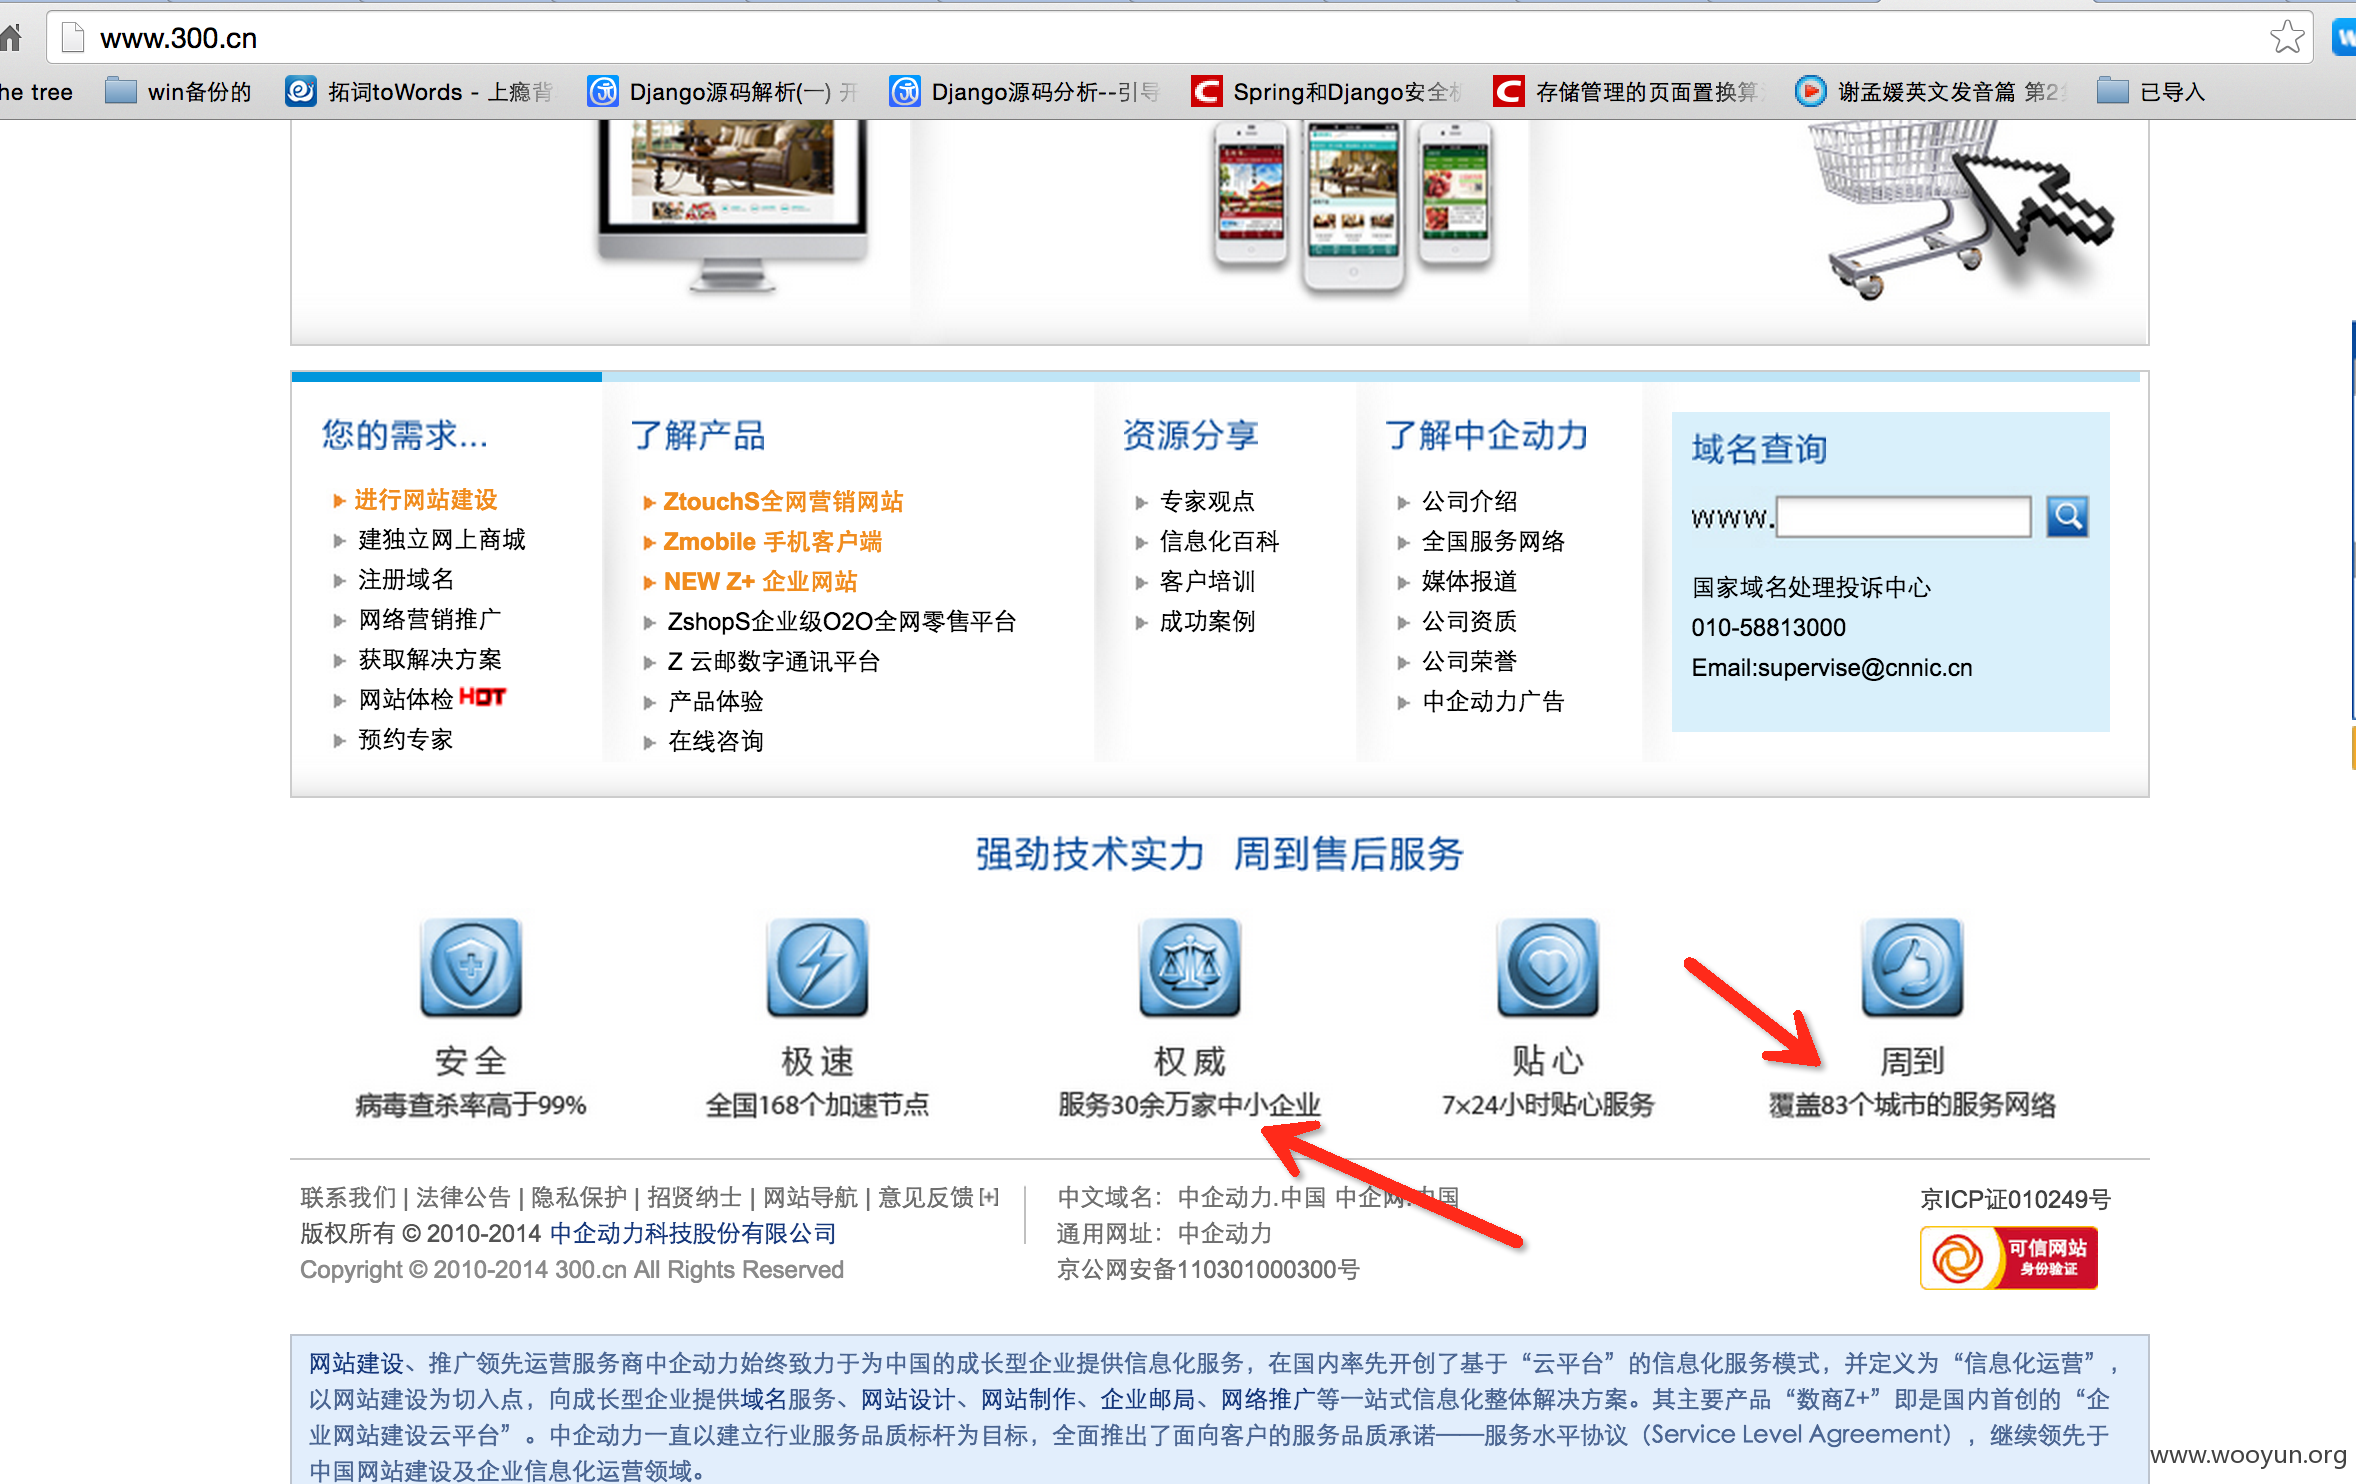 www.300.cn
he tree
win备份的
拓词toWords - 上瘾背
Django源码解析(一) 开
Django源码分析--引导
Spring和Django安全机
存储管理的页面置换算法
谢孟媛英文发音篇 第2
已导入
您的需求...
进行网站建设
建独立网上商城
注册域名
网络营销推广
获取解决方案
网站体检 HOT
预约专家
了解产品
ZtouchS全网营销网站
Zmobile 手机客户端
NEW Z+ 企业网站
ZshopS企业级O2O全网零售平台
Z 云邮数字通讯平台
产品体验
在线咨询
资源分享
专家观点
信息化百科
客户培训
成功案例
了解中企动力
公司介绍
全国服务网络
媒体报道
公司资质
公司荣誉
中企动力广告
域名查询
www.
国家域名处理投诉中心
010-58813000
Email:supervise@cnnic.cn
强劲技术实力 周到售后服务
安全
病毒查杀率高于99%
极速
全国168个加速节点
权威
服务30余万家中小企业
贴心
7×24小时贴心服务
周到
覆盖83个城市的服务网络
联系我们 | 法律公告 | 隐私保护 | 招贤纳士 | 网站导航 | 意见反馈 [+]
版权所有 © 2010-2014 中企动力科技股份有限公司
Copyright © 2010-2014 300.cn All Rights Reserved
中文域名：中企动力.中国 中企网.中国
通用网址：中企动力
京公网安备110301000300号
京ICP证010249号
可信网站
身份验证
网站建设、推广领先运营服务商中企动力始终致力于为中国的成长型企业提供信息化服务，在国内率先开创了基于“云平台”的信息化服务模式，并定义为“信息化运营”，
以网站建设为切入点，向成长型企业提供域名服务、网站设计、网站制作、企业邮局、网络推广等一站式信息化整体解决方案。其主要产品“数商Z+”即是国内首创的“企
业网站建设云平台”。中企动力一直以建立行业服务品质标杆为目标，全面推出了面向客户的服务品质承诺——服务水平协议（Service Level Agreement），继续领先于
中国网站建设及企业信息化运营领域。
www.wooyun.org